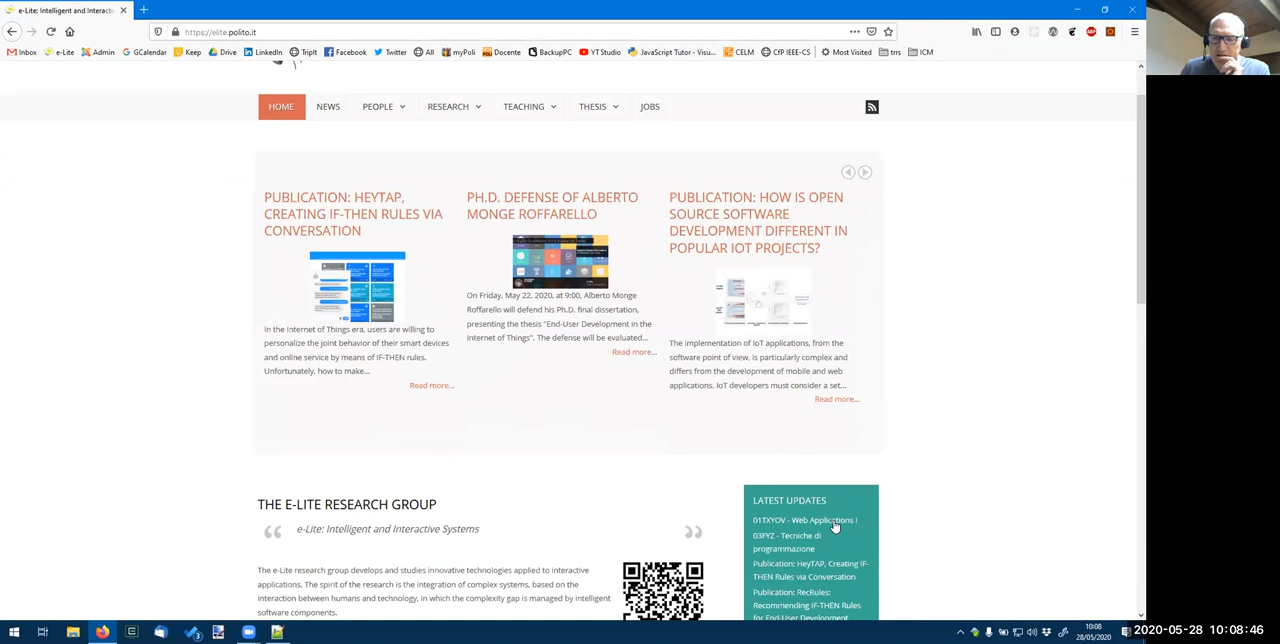 e-Lite: Intelligent and Interacti
https://elite.polito.it
Inbox e-Lite Admin GCalendar Keep Drive LinkedIn TripIt Facebook Twitter All myPoli Docente BackupPC YT Studio JavaScript Tutor - Visu... CELM CfP IEEE-CS Most Visited trrs ICM
HOME NEWS PEOPLE RESEARCH TEACHING THESIS JOBS
PUBLICATION: HEYTAP,
CREATING IF-THEN RULES VIA
CONVERSATION
In the Internet of Things era, users are willing to
personalize the joint behavior of their smart devices
and online service by means of IF-THEN rules.
Unfortunately, how to make...
Read more...
PH.D. DEFENSE OF ALBERTO
MONGE ROFFARELLO
On Friday, May 22, 2020, at 9:00, Alberto Monge
Roffarello will defend his Ph.D. final dissertation,
presenting the thesis "End-User Development in the
Internet of Things". The defense will be evaluated...
Read more...
PUBLICATION: HOW IS OPEN
SOURCE SOFTWARE
DEVELOPMENT DIFFERENT IN
POPULAR IOT PROJECTS?
The implementation of IoT applications, from the
software point of view, is particularly complex and
differs from the development of mobile and web
applications. IoT developers must consider a set...
Read more...
THE E-LITE RESEARCH GROUP
e-Lite: Intelligent and Interactive Systems
The e-Lite research group develops and studies innovative technologies applied to interactive
applications. The spirit of the research is the integration of complex systems, based on the
interaction between humans and technology, in which the complexity gap is managed by intelligent
software components.
LATEST UPDATES
01TXYOV - Web Applications I
03FYZ - Tecniche di
programmazione
Publication: HeyTAP, Creating IF-
THEN Rules via Conversation
Publication: RecRules:
Recommending IF-THEN Rules
for End-User Development
10:08
28/05/2020
2020-05-28 10:08:46